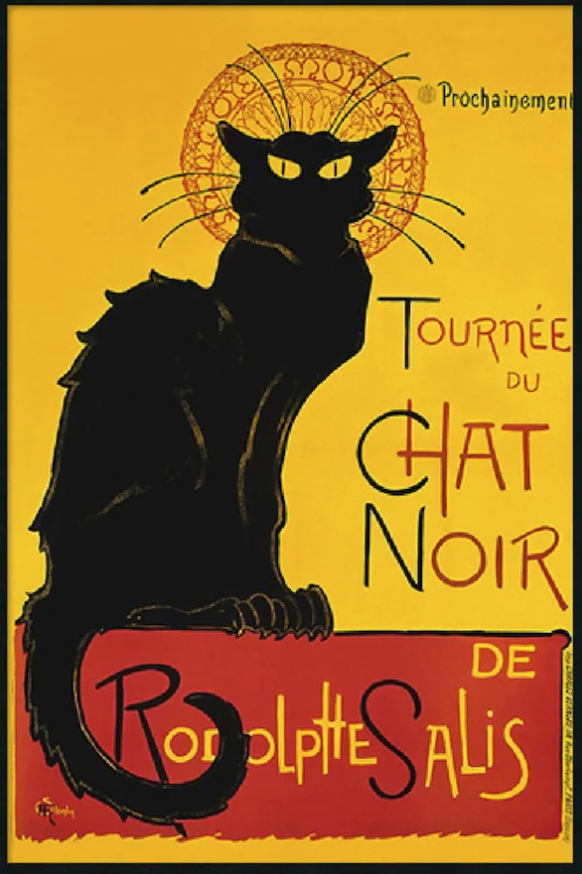 Prochainement
TOURNÉE
DU
CHAT
NOIR
DE
RODOLPHE SALIS